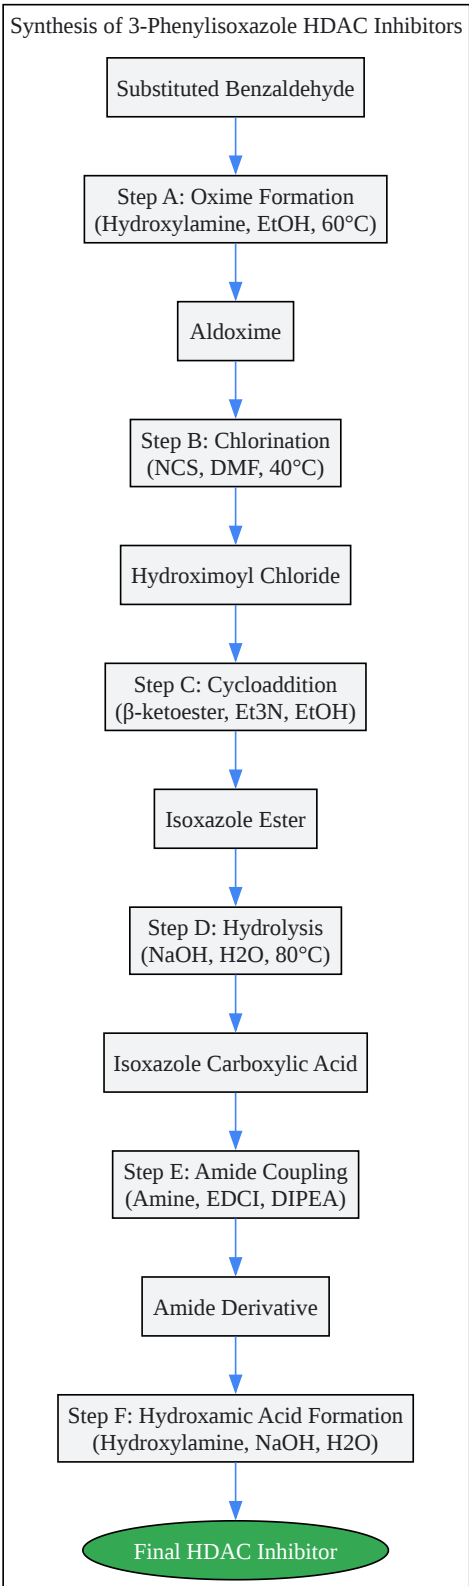 Synthesis of 3-Phenylisoxazole HDAC Inhibitors
Substituted Benzaldehyde
Step A: Oxime Formation
(Hydroxylamine, EtOH, 60°C)
Aldoxime
Step B: Chlorination
(NCS, DMF, 40°C)
Hydroximoyl Chloride
Step C: Cycloaddition
(β-ketoester, Et3N, EtOH)
Isoxazole Ester
Step D: Hydrolysis
(NaOH, H2O, 80°C)
Isoxazole Carboxylic Acid
Step E: Amide Coupling
(Amine, EDCI, DIPEA)
Amide Derivative
Step F: Hydroxamic Acid Formation
(Hydroxylamine, NaOH, H2O)
Final HDAC Inhibitor